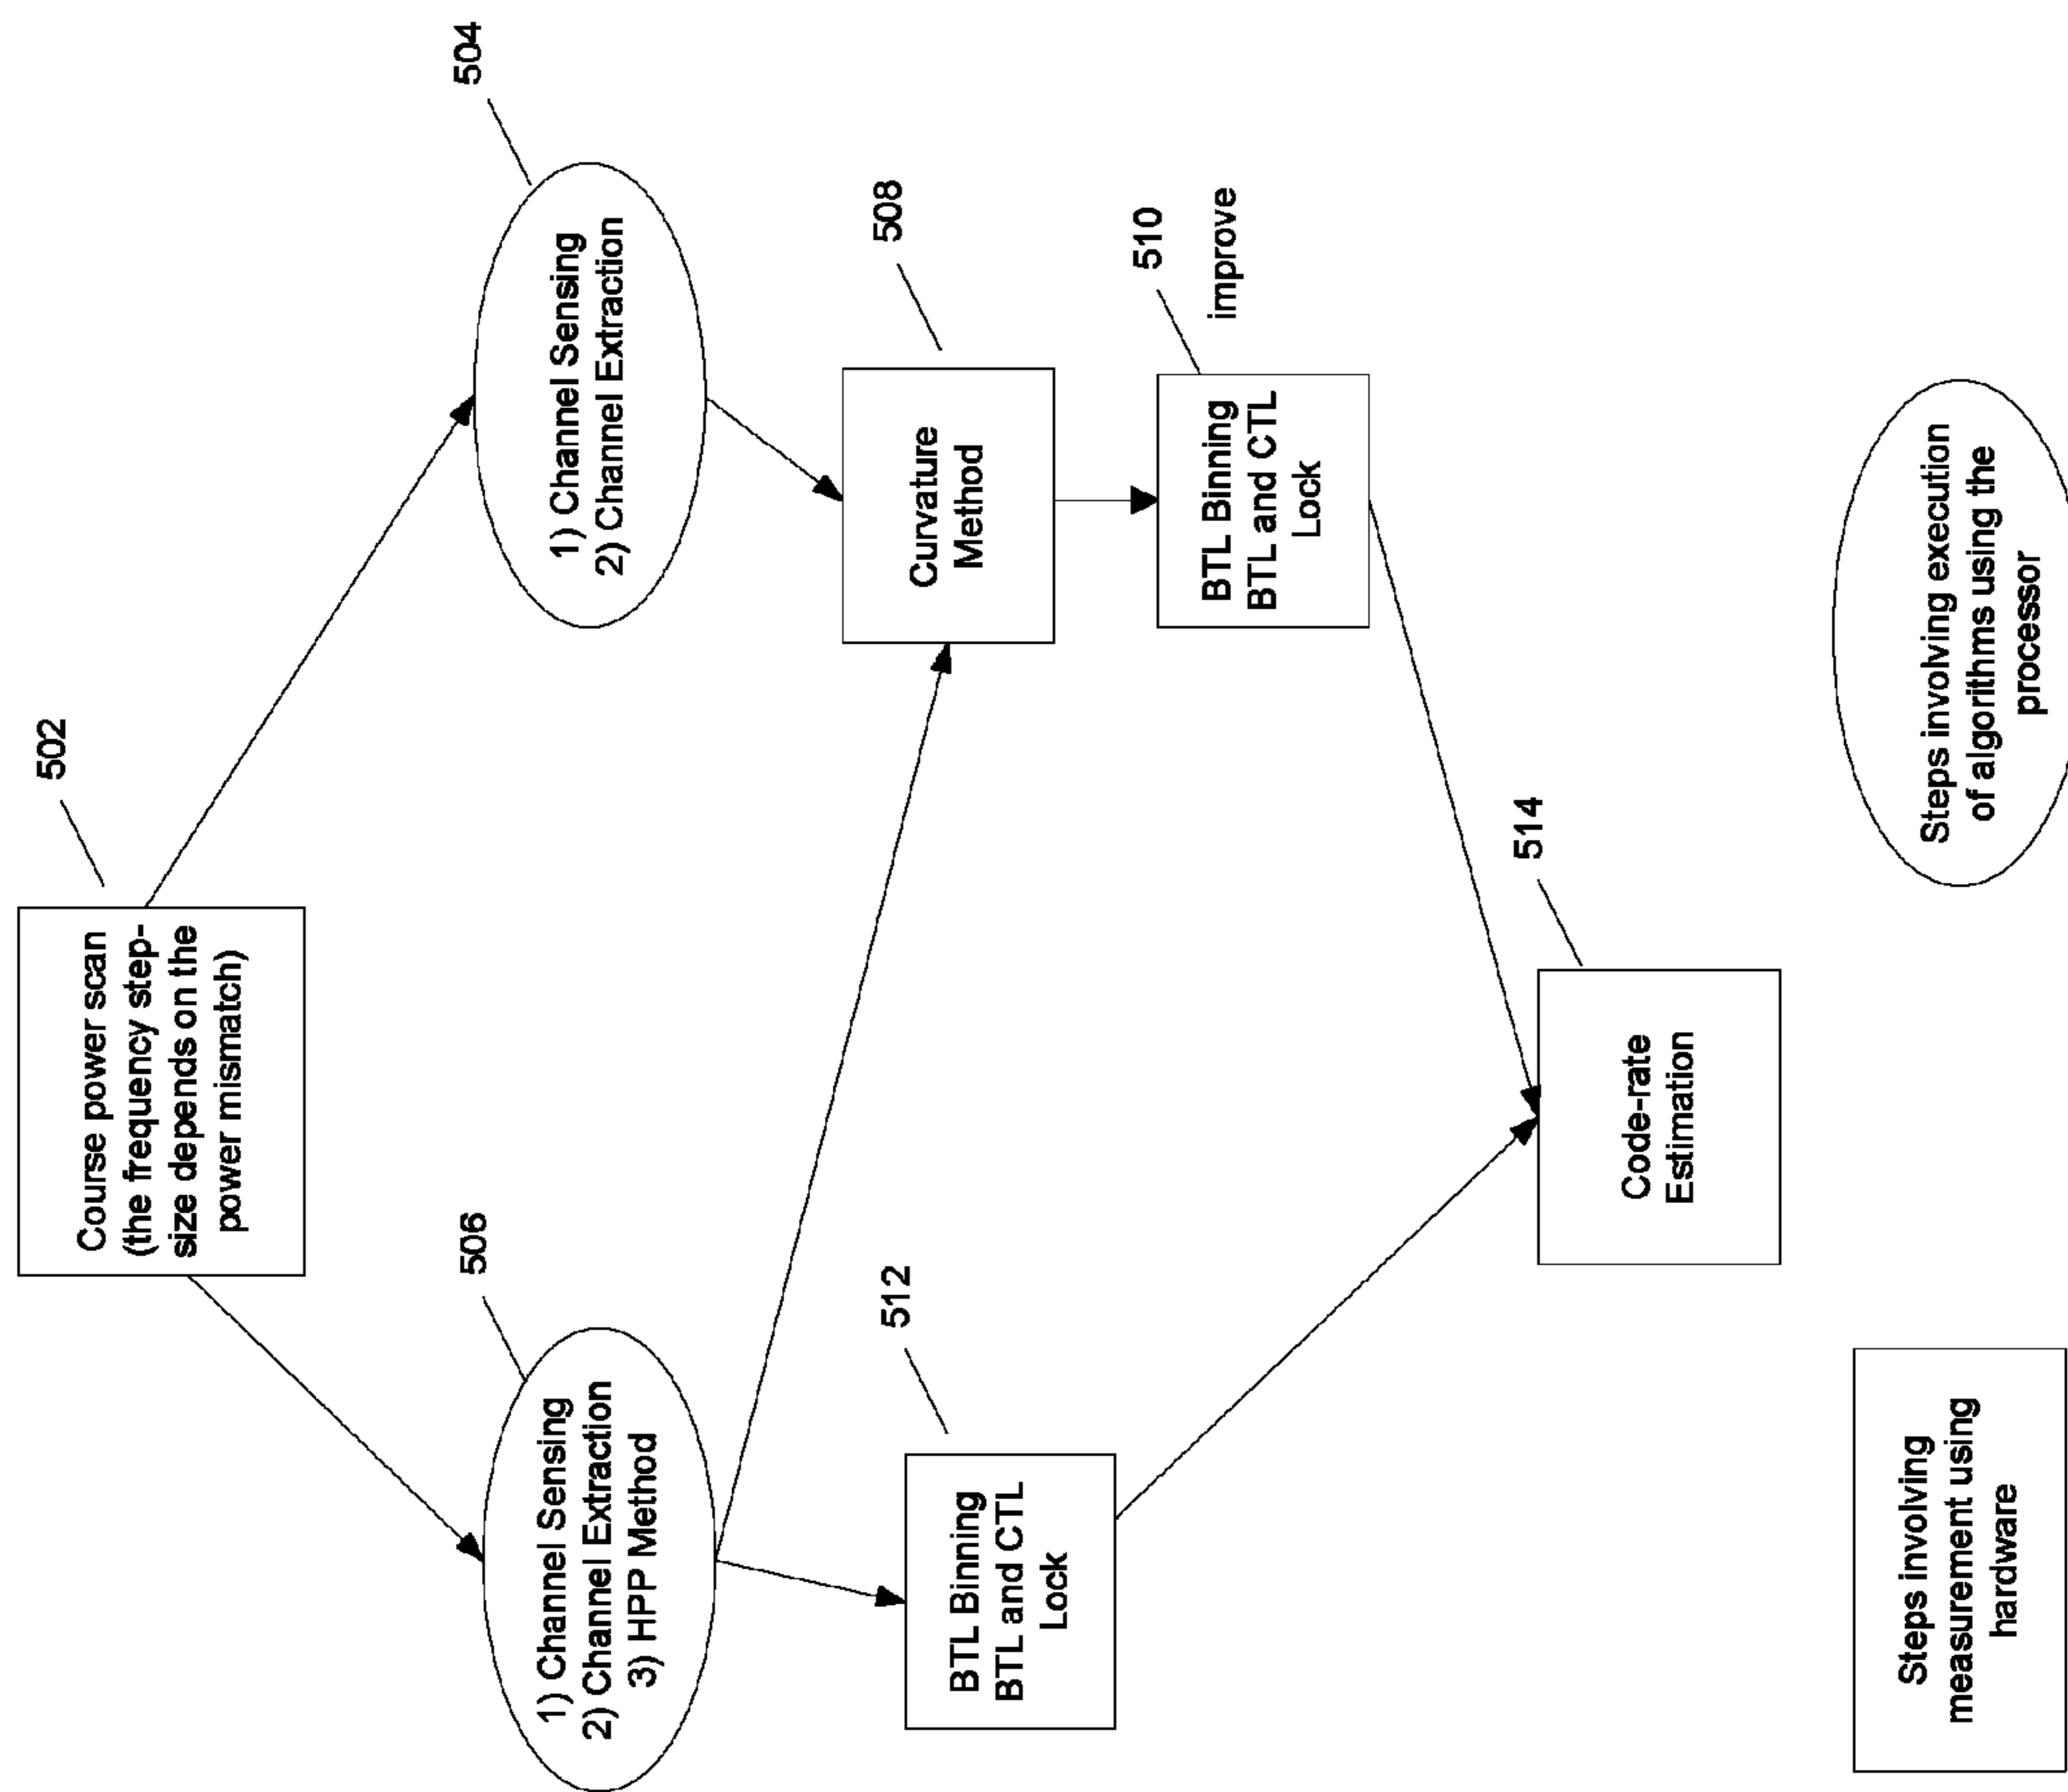 502
Course power scan
(the frequency step-
size depends on the
power mismatch)
506
1) Channel Sensing
2) Channel Extraction
3) HPP Method
504
1) Channel Sensing
2) Channel Extraction
512
BTL Binning
BTL and CTL
Lock
508
Curvature
Method
510
improve
BTL Binning
BTL and CTL
Lock
514
Code-rate
Estimation
Steps involving
measurement using
hardware
Steps involving execution
of algorithms using the
processor